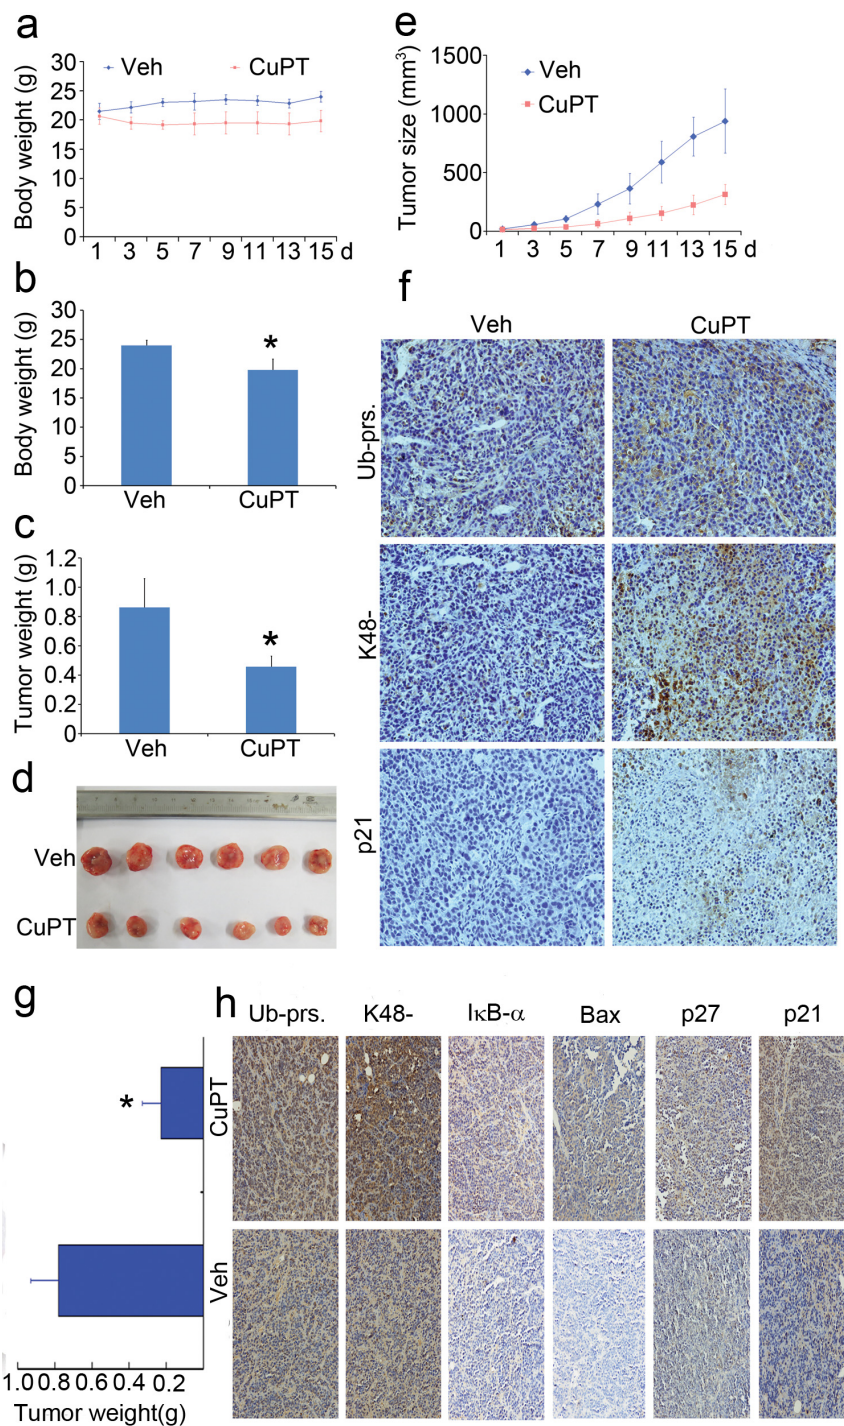 a
Body weight (g)
30
25
20
15
10
5
0
Veh
CuPT
1 3 5 7 9 11 13 15 d
b
Body weight (g)
30
25
20
15
10
5
0
*
Veh CuPT
c
Tumor weight (g)
1.2
1.0
0.8
0.6
0.4
0.2
0
*
Veh CuPT
d
Veh
CuPT
e
Tumor size (mm³)
1500
1000
500
0
Veh
CuPT
1 3 5 7 9 11 13 15 d
f
Veh CuPT
Ub-prs.
K48-
p21
g
*
CuPT
Veh
1.0 0.8 0.6 0.4 0.2
Tumor weight(g)
h
Ub-prs. K48- IκB-α Bax p27 p21